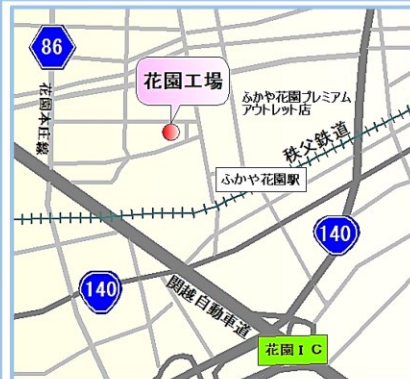 86
花園本庄線
花園工場
ふかや花園プレミアム
アウトレット店
秩父鉄道
ふかや花園駅
140
140
関越自動車道
花園IC